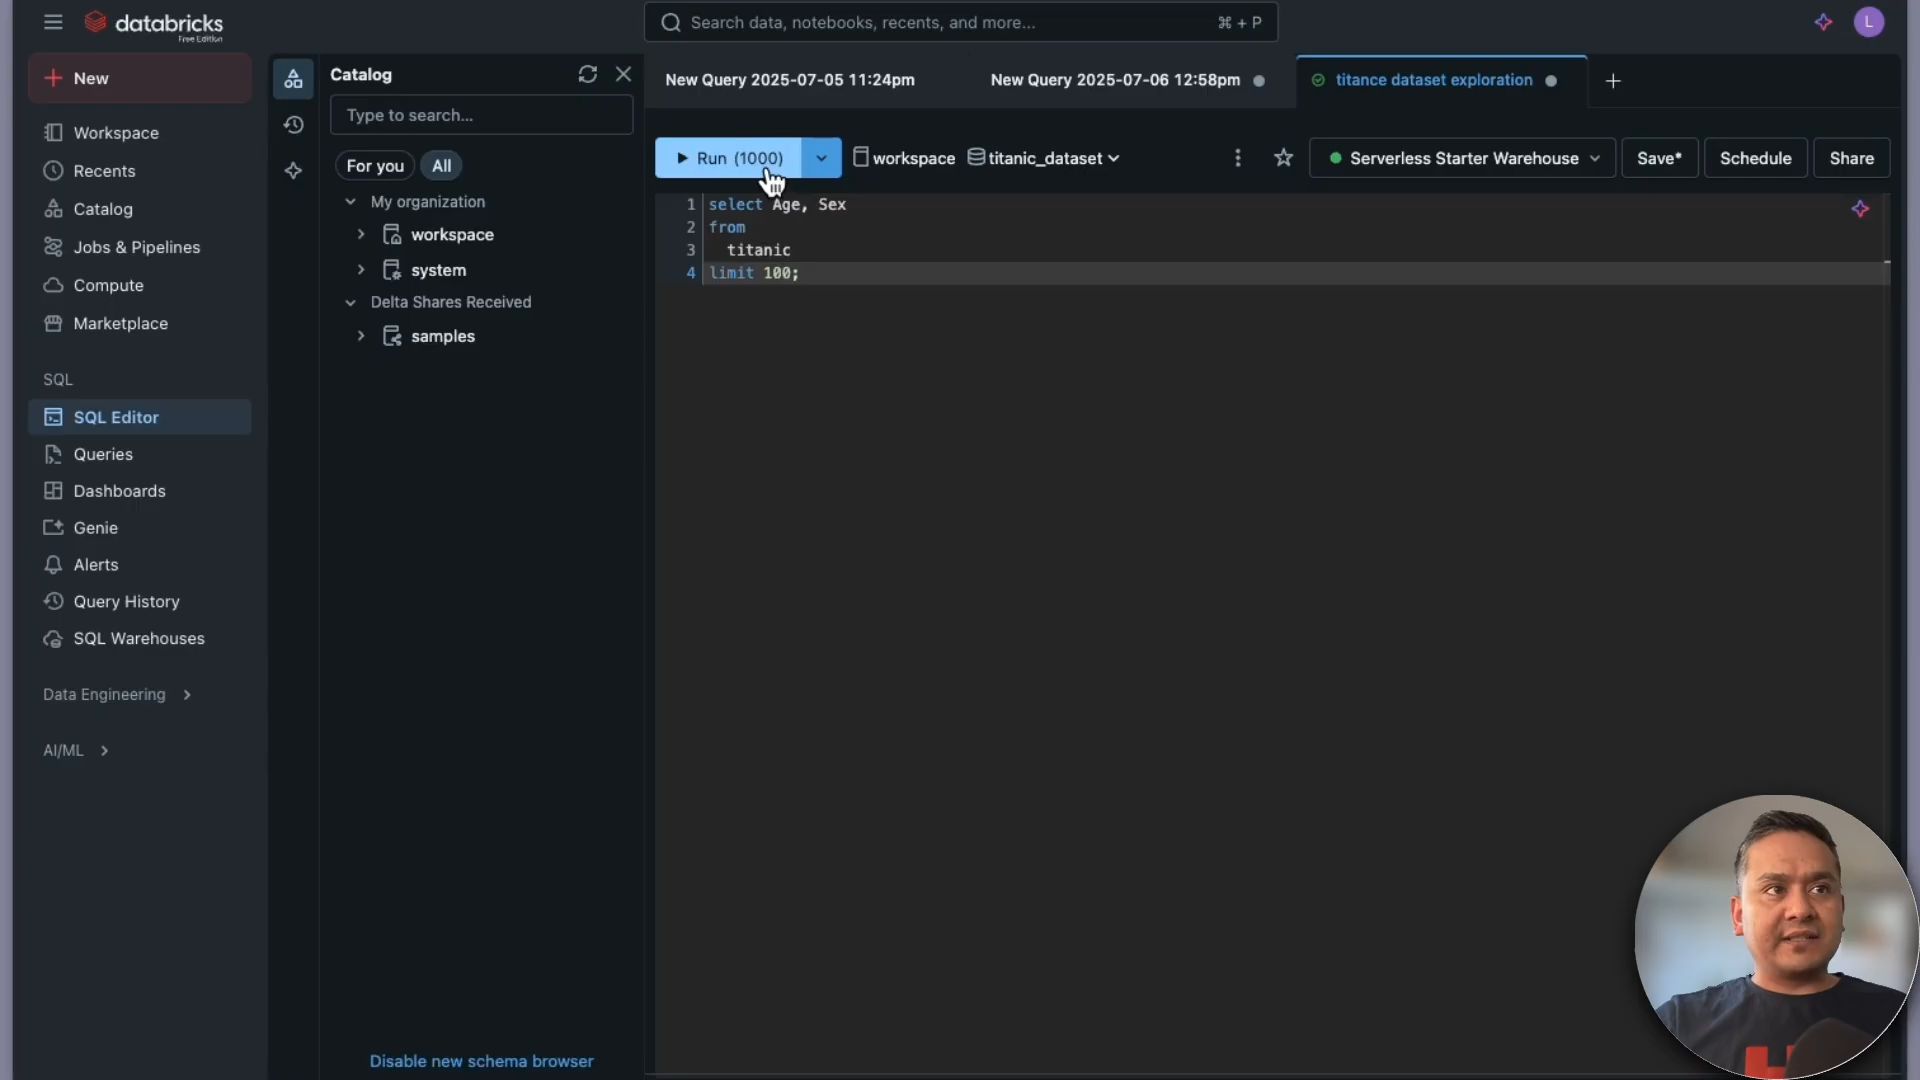 databricks
Free Edition
Search data, notebooks, recents, and more...
⌘ + P
L
New
Workspace
Recents
Catalog
Jobs & Pipelines
Compute
Marketplace
SQL
SQL Editor
Queries
Dashboards
Genie
Alerts
Query History
SQL Warehouses
Data Engineering
AI/ML
Catalog
Type to search...
For you
All
My organization
workspace
system
Delta Shares Received
samples
Disable new schema browser
New Query 2025-07-05 11:24pm
New Query 2025-07-06 12:58pm
titance dataset exploration
Run (1000)
workspace
titanic_dataset
Serverless Starter Warehouse
Save*
Schedule
Share
1 select Age, Sex
2 from
3 titanic
4 limit 100;